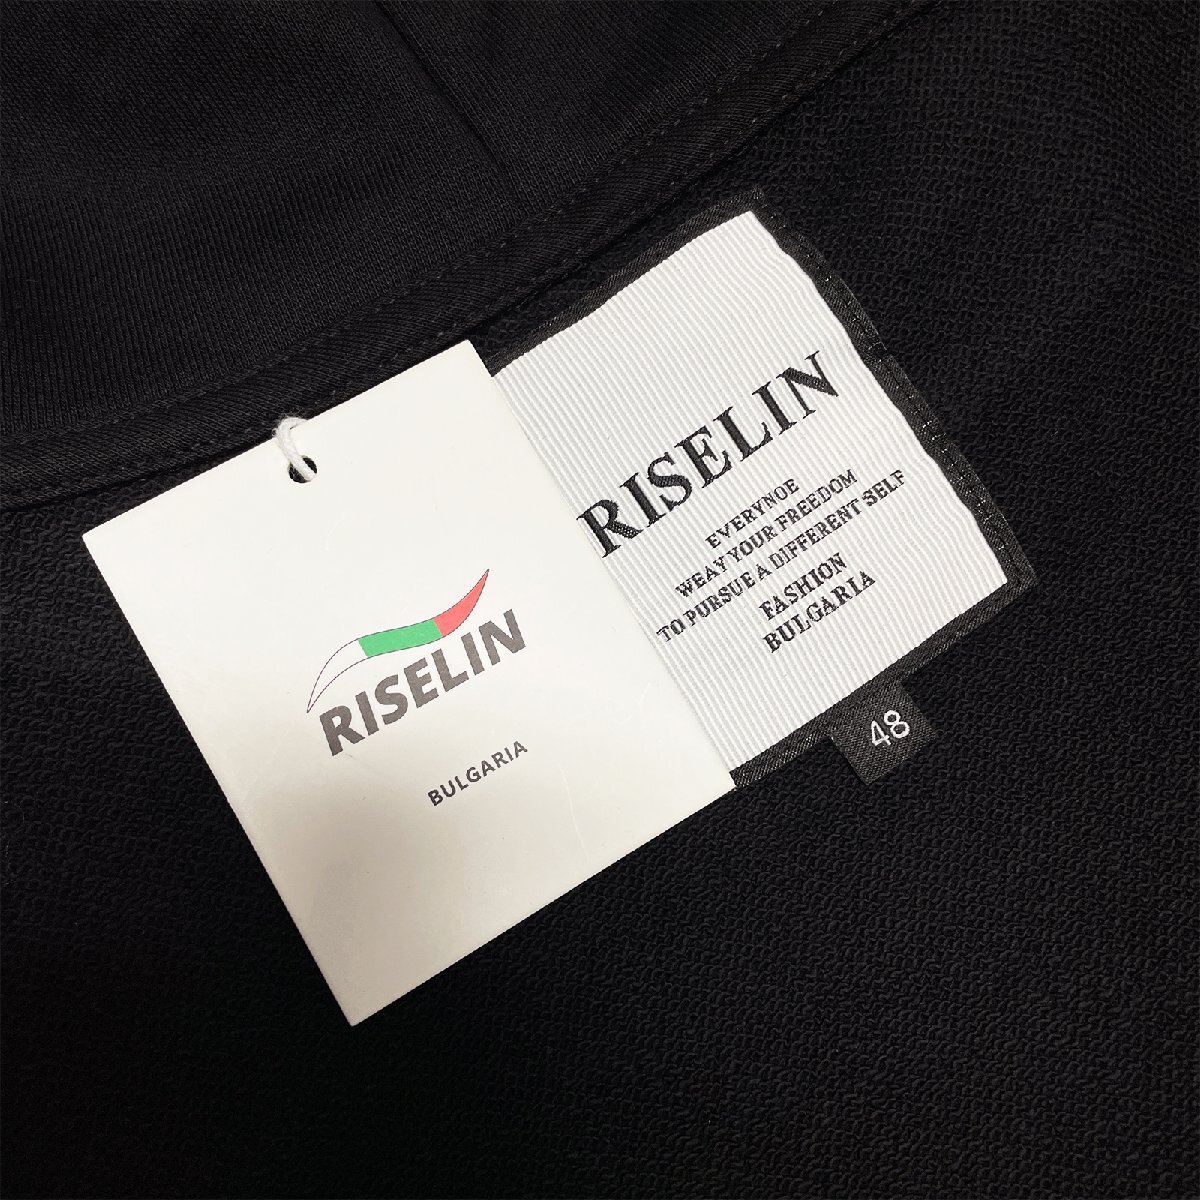 RISELIN
BULGARIA
RISELIN
EVERYNOE
WEAY YOUR FREEDOM
TO PURSUE A DIFFERENT SELF
FASHION
BULGARIA
48